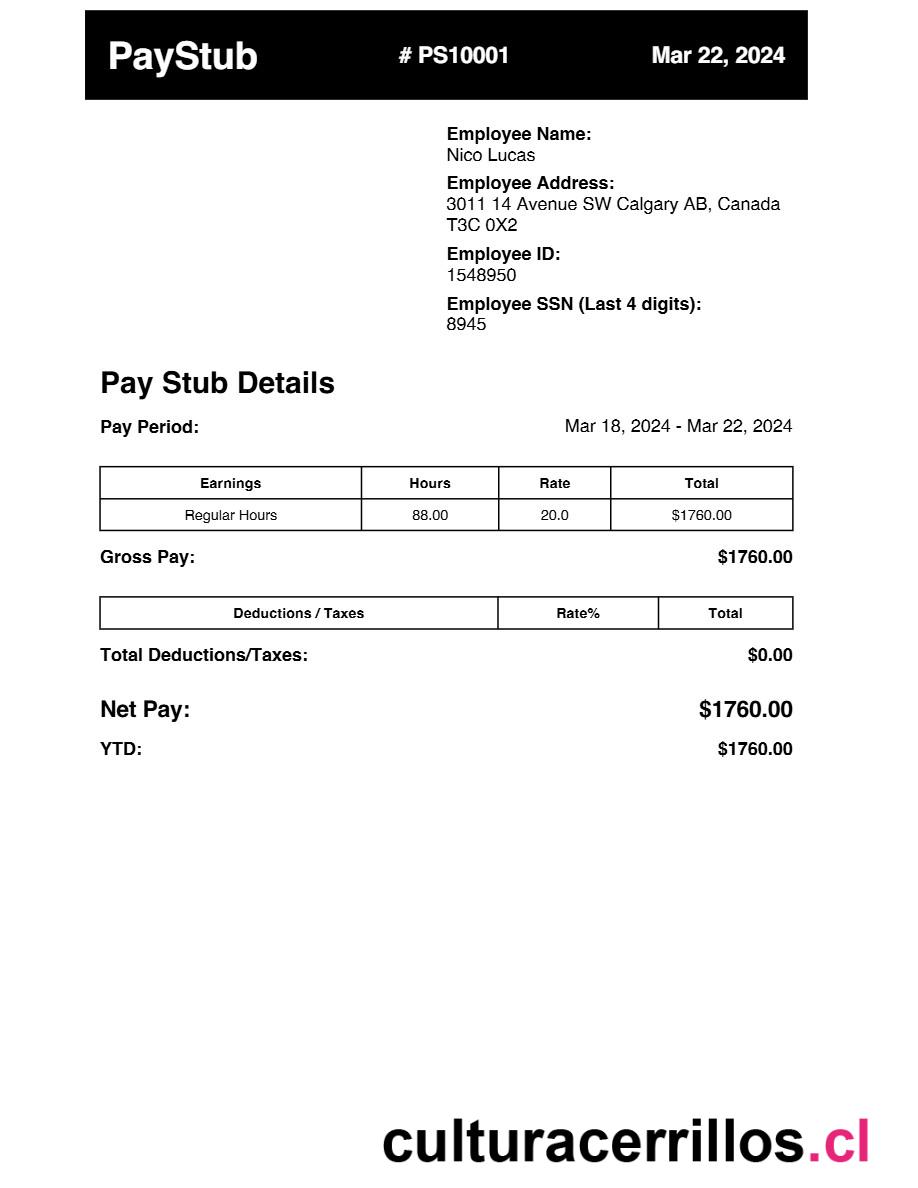 PayStub # PS10001 Mar 22, 2024
Employee Name:
Nico Lucas
Employee Address:
3011 14 Avenue SW Calgary AB, Canada
T3C 0X2
Employee ID:
1548950
Employee SSN (Last 4 digits):
8945
Pay Stub Details
Pay Period: Mar 18, 2024 - Mar 22, 2024
Earnings Hours Rate Total
Regular Hours 88.00 20.0 $1760.00
Gross Pay: $1760.00
Deductions / Taxes Rate% Total
Total Deductions/Taxes: $0.00
Net Pay: $1760.00
YTD: $1760.00
culturacerrillos.cl